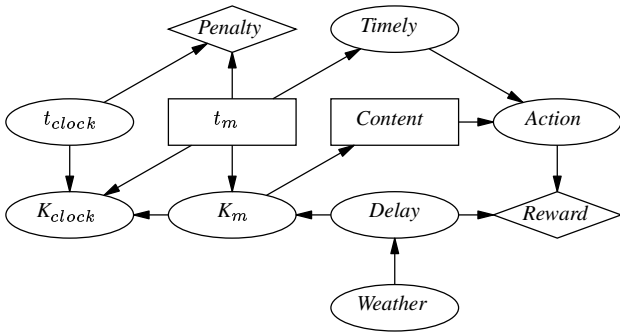 Penalty Timely
t_clock t_m Content Action
K_clock K_m Delay Reward
Weather